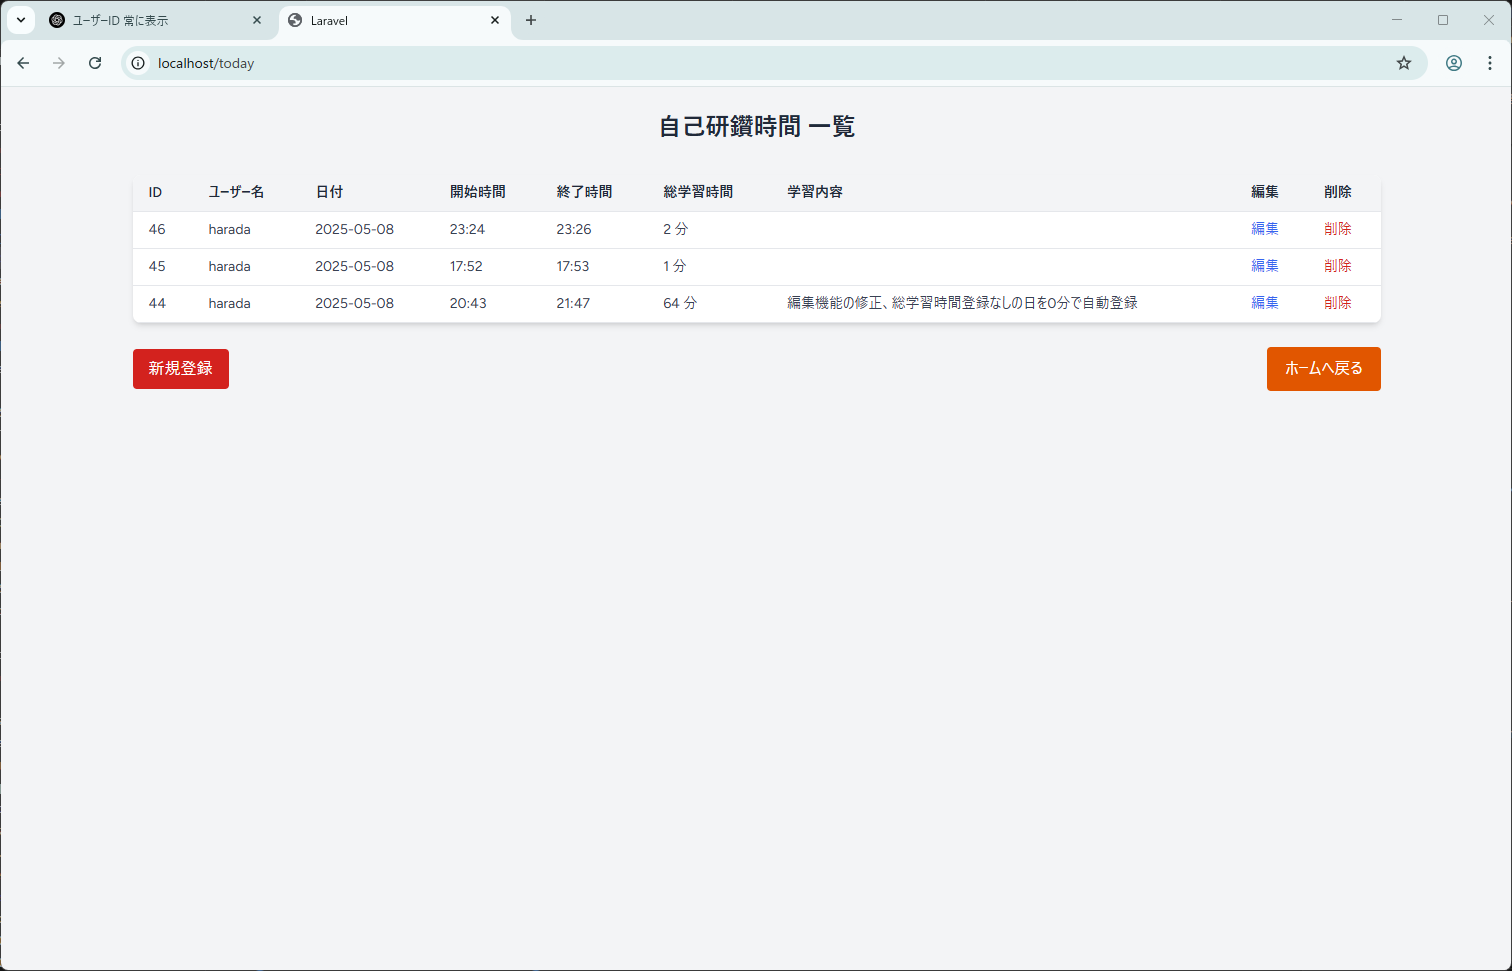 ユーザーID 常に表示
Laravel
localhost/today
自己研鑽時間 一覧
ID ユーザー名 日付 開始時間 終了時間 総学習時間 学習内容 編集 削除
46 harada 2025-05-08 23:24 23:26 2 分 編集 削除
45 harada 2025-05-08 17:52 17:53 1 分 編集 削除
44 harada 2025-05-08 20:43 21:47 64 分 編集機能の修正、総学習時間登録なしの日を0分で自動登録 編集 削除
新規登録 ホームへ戻る